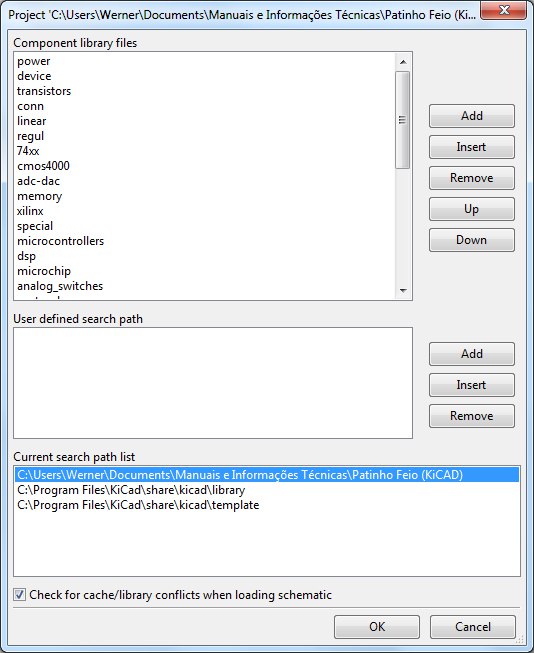 Project 'C:\Users\Werner\Documents\Manuais e Informações Técnicas\Patinho Feio (Ki...
Component library files
power
device
transistors
conn
linear
regul
74xx
cmos4000
adc-dac
memory
xilinx
special
microcontrollers
dsp
microchip
analog_switches
Add
Insert
Remove
Up
Down
User defined search path
Add
Insert
Remove
Current search path list
C:\Users\Werner\Documents\Manuais e Informações Técnicas\Patinho Feio (KiCAD)
C:\Program Files\KiCad\share\kicad\library
C:\Program Files\KiCad\share\kicad\template
Check for cache/library conflicts when loading schematic
OK
Cancel